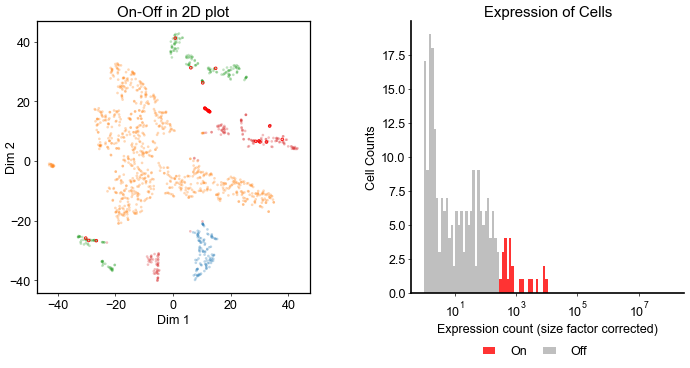 On-Off in 2D plot
Expression of Cells
Dim 2
40
20
0
−20
−40
−40 −20 0 20 40
Dim 1
Cell Counts
17.5
15.0
12.5
10.0
7.5
5.0
2.5
0.0
10^1 10^3 10^5 10^7
Expression count (size factor corrected)
On Off